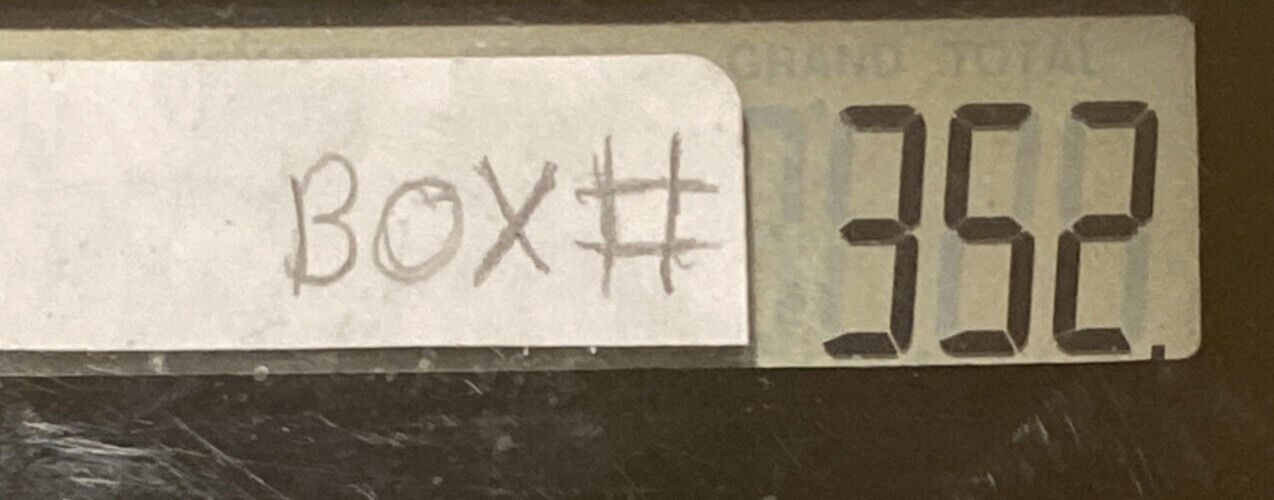 GRAND TOTAL
BOX# 352.